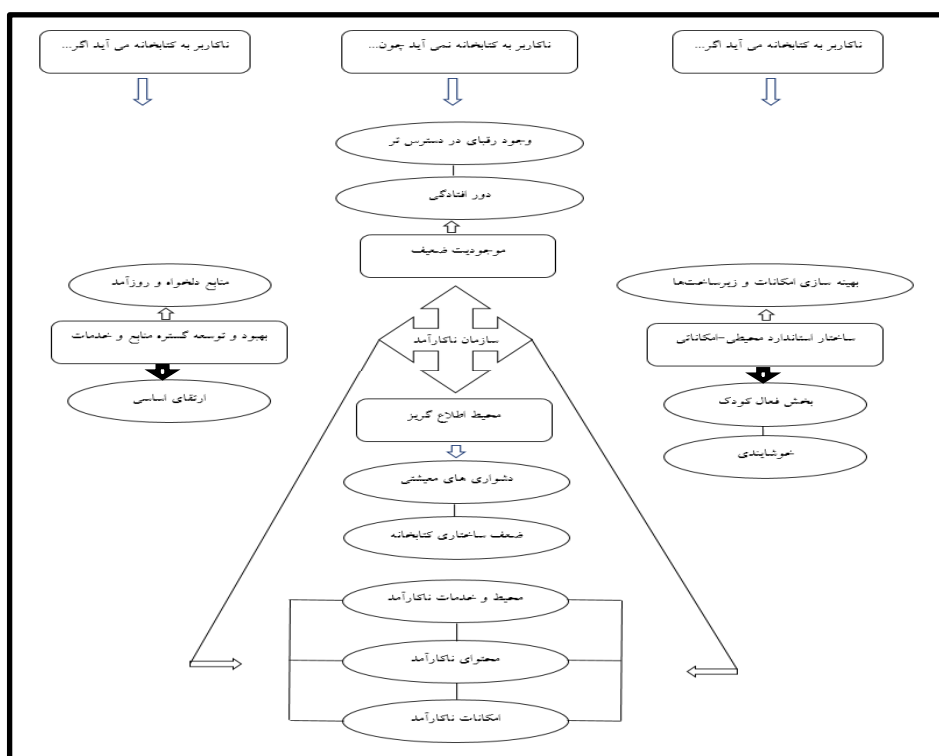 ناکاربر به کتابخانه می آید اگر...
ناکاربر به کتابخانه نمی آید چون...
ناکاربر به کتابخانه می آید اگر...
وجود رقبای در دسترس تر
دور افتادگی
موجودیت ضعیف
بهینه سازی امکانات و زیرساخت‌ها
منابع دلخواه و روزآمد
ساختار استاندارد محیطی-امکاناتی
سازمان ناکارآمد
بهبود و توسعه گستره منابع و خدمات
بخش فعال کودک
محیط اطلاع گریز
ارتقای اساسی
خوشایندی
دشواری های معیشتی
ضعف ساختاری کتابخانه
محیط و خدمات ناکارآمد
محتوای ناکارآمد
امکانات ناکارآمد